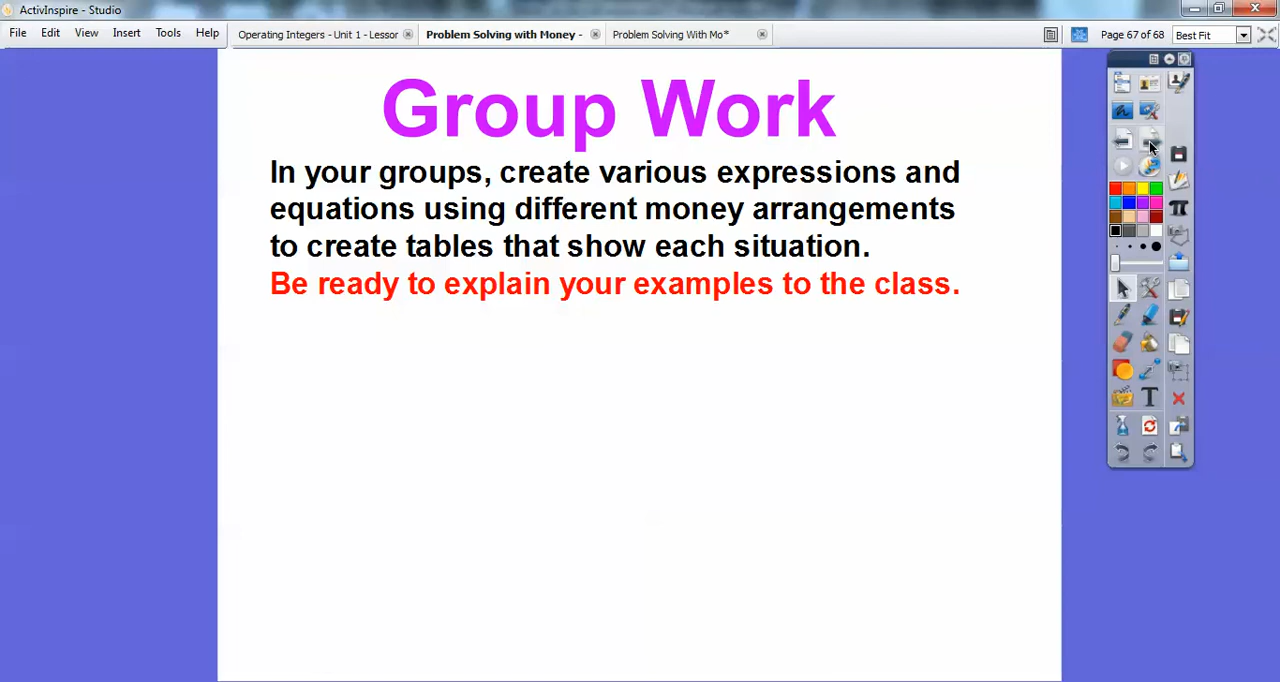 ActivInspire - Studio
File Edit View Insert Tools Help
Operating Integers - Unit 1 - Lessor
Problem Solving with Money -
Problem Solving With Mo*
Page 67 of 68
Best Fit
Group Work
In your groups, create various expressions and
equations using different money arrangements
to create tables that show each situation.
Be ready to explain your examples to the class.